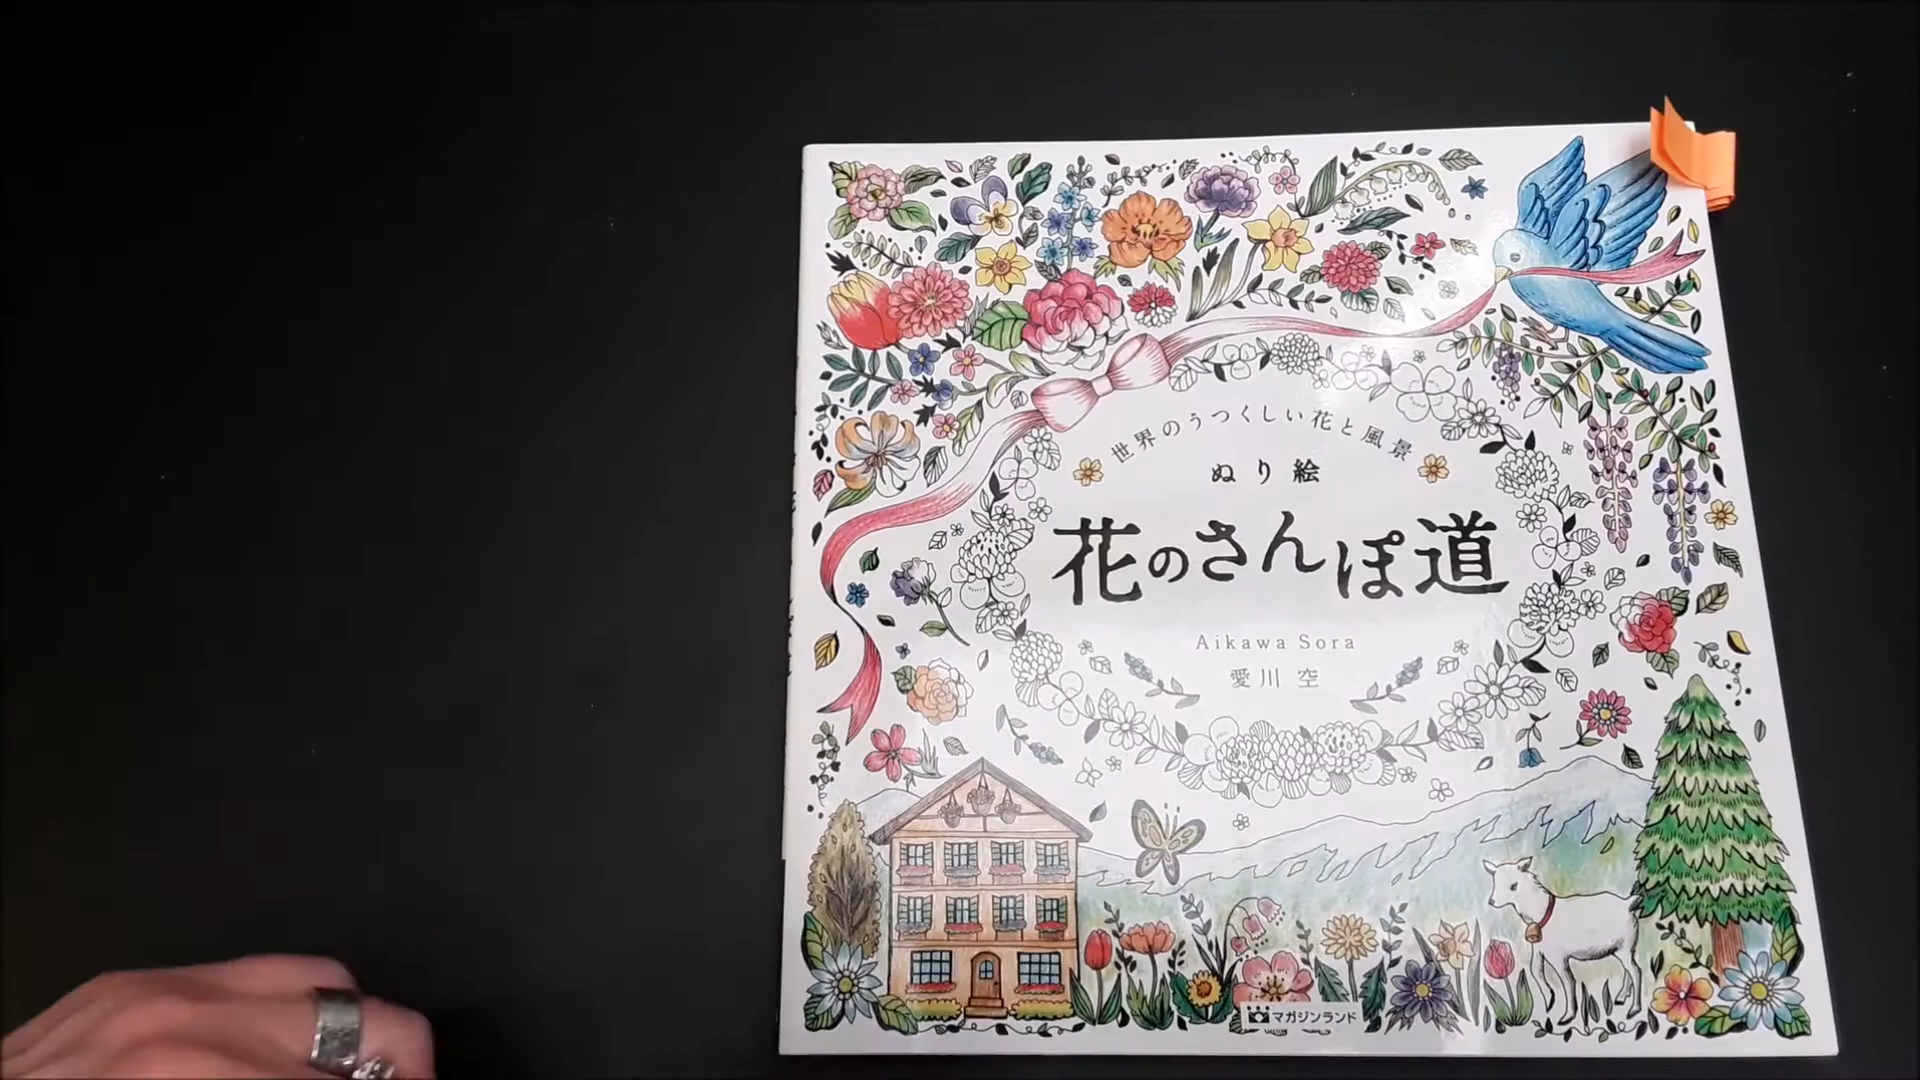 世界のうつくしい花と風景
ぬり絵
花のさんぽ道
Aikawa Sora
愛川 空
マガジンランド